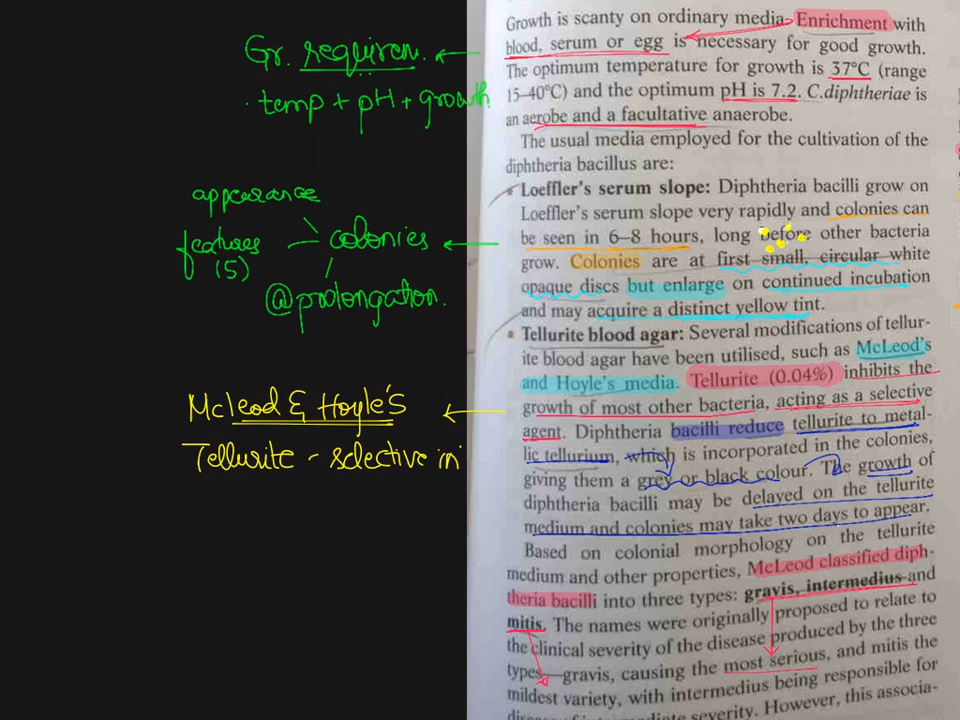 Gr. requirem.
temp + pH + growth
appearance
features
(5)
colonies
@prolongation.
McLeod & Hoyle's
Tellurite - selective in
Growth is scanty on ordinary media. Enrichment with
blood, serum or egg is necessary for good growth.
The optimum temperature for growth is 37°C (range
15–40°C) and the optimum pH is 7.2. C.diphtheriae is
an aerobe and a facultative anaerobe.
The usual media employed for the cultivation of the
diphtheria bacillus are:
• Loeffler's serum slope: Diphtheria bacilli grow on
Loeffler's serum slope very rapidly and colonies can
be seen in 6–8 hours, long before other bacteria
grow. Colonies are at first small, circular white
opaque discs but enlarge on continued incubation
and may acquire a distinct yellow tint.
• Tellurite blood agar: Several modifications of tellur-
ite blood agar have been utilised, such as McLeod's
and Hoyle's media. Tellurite (0.04%) inhibits the
growth of most other bacteria, acting as a selective
agent. Diphtheria bacilli reduce tellurite to metal-
lic tellurium, which is incorporated in the colonies,
giving them a grey or black colour. The growth of
diphtheria bacilli may be delayed on the tellurite
medium and colonies may take two days to appear.
Based on colonial morphology on the tellurite
medium and other properties, McLeod classified diph-
theria bacilli into three types: gravis, intermedius and
mitis. The names were originally proposed to relate to
the clinical severity of the disease produced by the three
types—gravis, causing the most serious, and mitis the
mildest variety, with intermedius being responsible for
severity. However, this associa-